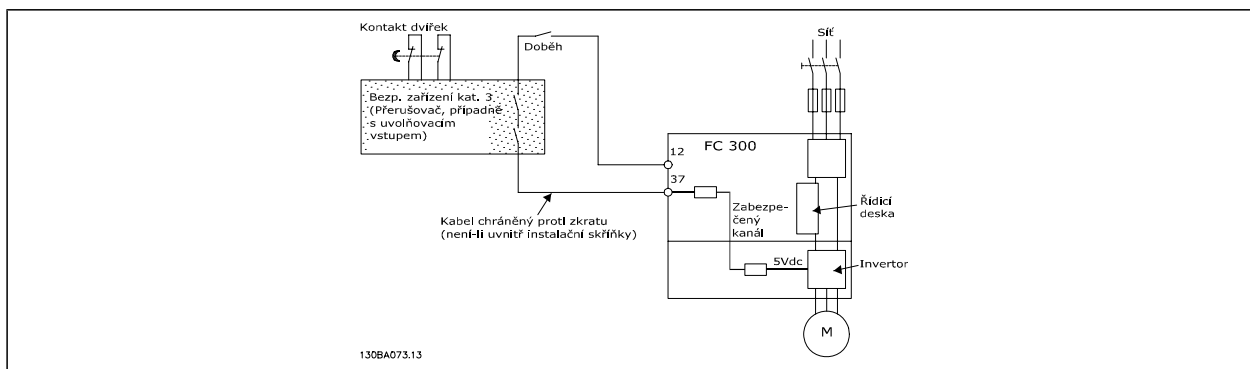 Kontakt dvířek
Doběh
Síť
Bezp. zařízení kat. 3
(Přerušovač, případně
s uvolňovacím
vstupem)
12
FC 300
37
Zabezpe-
čený
kanál
Řídicí
deska
Kabel chráněný proti zkratu
(není-li uvnitř instalační skříňky)
5Vdc
Invertor
M
130BA073.13